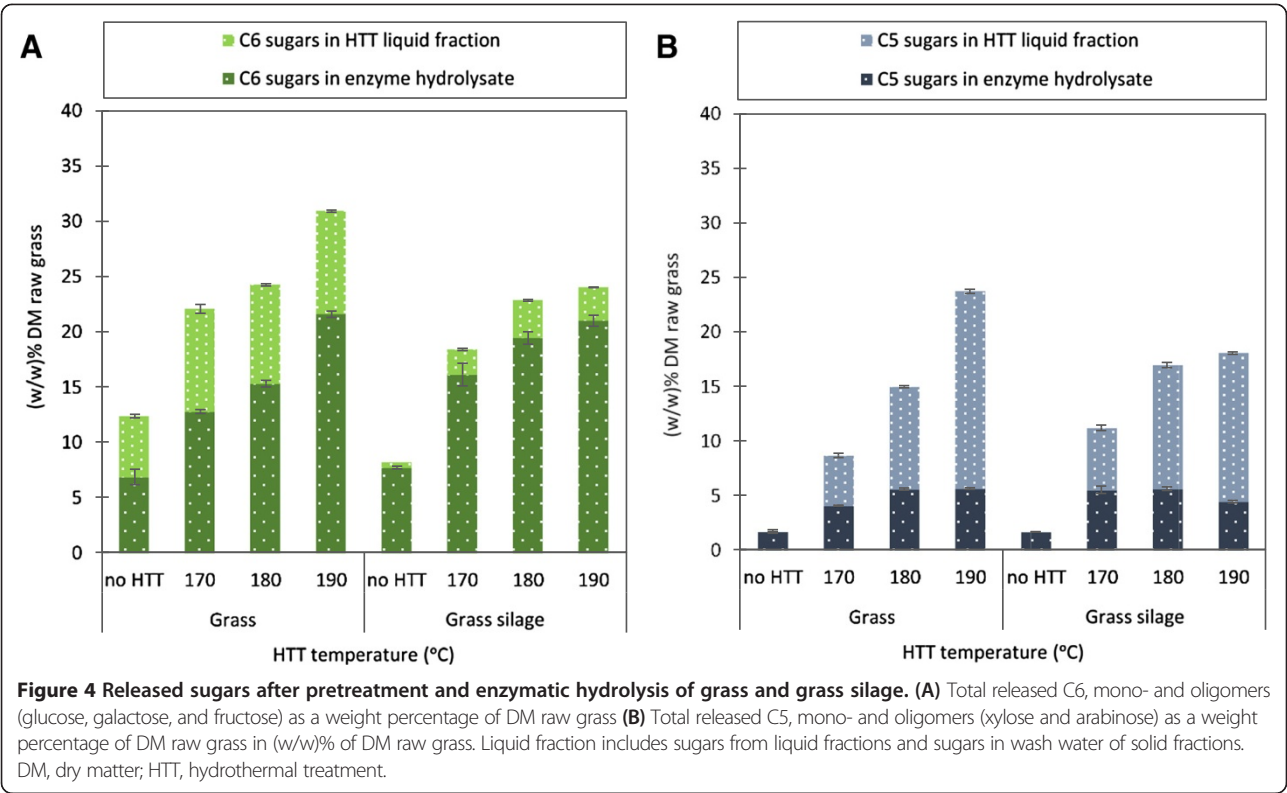 A
C6 sugars in HTT liquid fraction
C6 sugars in enzyme hydrolysate
40
35
30
25
20
15
10
5
0
(w/w)% DM raw grass
no HTT 170 180 190 no HTT 170 180 190
Grass Grass silage
HTT temperature (°C)
B
C5 sugars in HTT liquid fraction
C5 sugars in enzyme hydrolysate
40
35
30
25
20
15
10
5
0
(w/w)% DM raw grass
no HTT 170 180 190 no HTT 170 180 190
Grass Grass silage
HTT temperature (°C)
Figure 4 Released sugars after pretreatment and enzymatic hydrolysis of grass and grass silage. (A) Total released C6, mono- and oligomers
(glucose, galactose, and fructose) as a weight percentage of DM raw grass (B) Total released C5, mono- and oligomers (xylose and arabinose) as a weight
percentage of DM raw grass in (w/w)% of DM raw grass. Liquid fraction includes sugars from liquid fractions and sugars in wash water of solid fractions.
DM, dry matter; HTT, hydrothermal treatment.